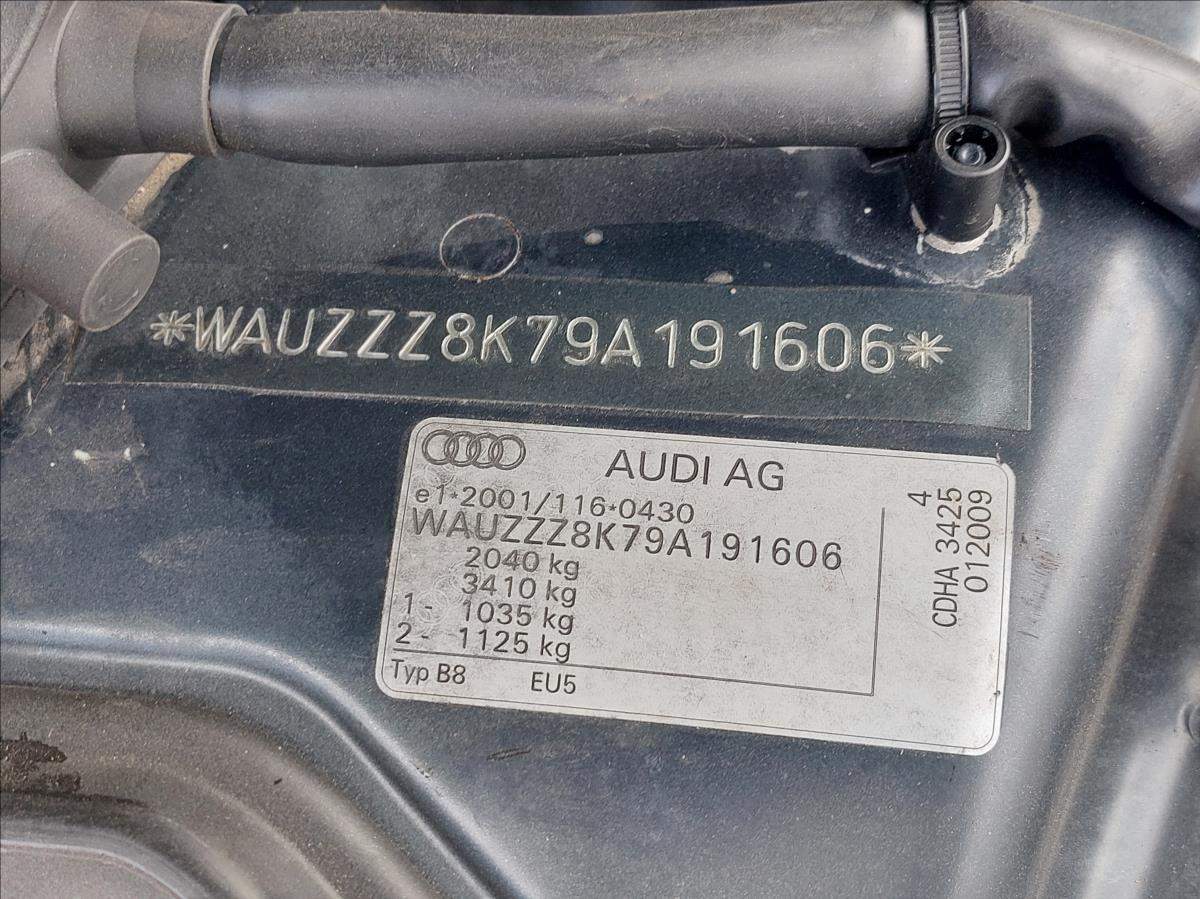 *WAUZZZ8K79A191606*
AUDI AG
e1*2001/116*0430
WAUZZZ8K79A191606
2040 kg
3410 kg
1 - 1035 kg
2 - 1125 kg
Typ B8 EU5
4
CDHA 3425
012009